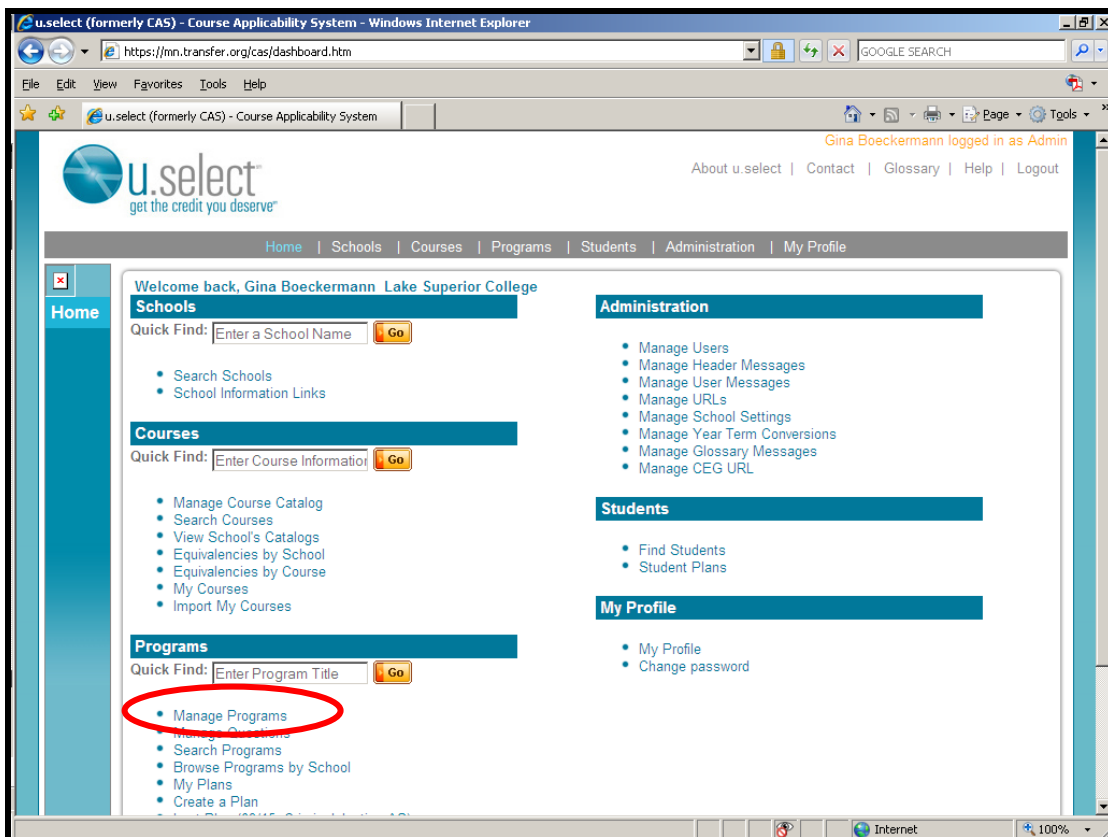 u.select (formerly CAS) - Course Applicability System - Windows Internet Explorer
https://mn.transfer.org/cas/dashboard.htm
GOOGLE SEARCH
File Edit View Favorites Tools Help
u.select (formerly CAS) - Course Applicability System
Page Tools »
Gina Boeckermann logged in as Admin
u.select
get the credit you deserve
About u.select | Contact | Glossary | Help | Logout
Home | Schools | Courses | Programs | Students | Administration | My Profile
Home
Welcome back, Gina Boeckermann Lake Superior College
Schools
Quick Find: Enter a School Name Go
Search Schools
School Information Links
Courses
Quick Find: Enter Course Information Go
Manage Course Catalog
Search Courses
View School's Catalogs
Equivalencies by School
Equivalencies by Course
My Courses
Import My Courses
Programs
Quick Find: Enter Program Title Go
Manage Programs
Manage Questions
Search Programs
Browse Programs by School
My Plans
Create a Plan
Administration
Manage Users
Manage Header Messages
Manage User Messages
Manage URLs
Manage School Settings
Manage Year Term Conversions
Manage Glossary Messages
Manage CEG URL
Students
Find Students
Student Plans
My Profile
My Profile
Change password
Internet
100%